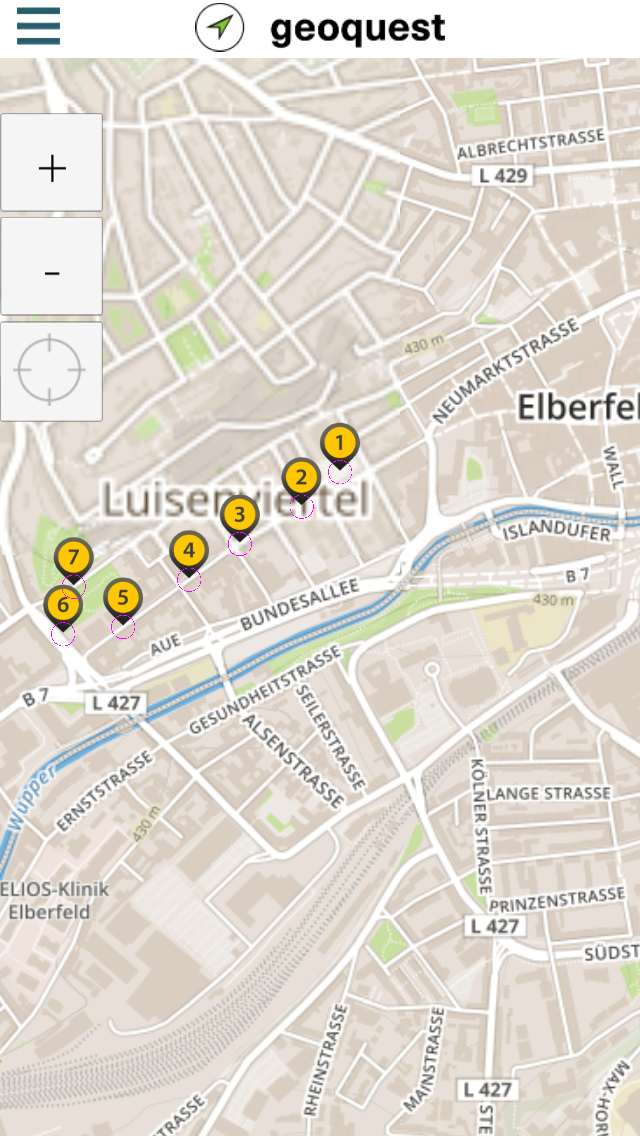 geoquest
ALBRECHTSTRASSE
L 429
+
-
430 m
NEUMARKTSTRASSE
Elberfel
1
2
3
4
5
6
7
Luisenviertel
WALL
ISLANDUFER
B 7
430 m
BUNDESALLEE
AUE
B 7
L 427
GESUNDHEITSTRASSE
SEILERSTRASSE
ALSENSTRASSE
Wupper
ERNSTSTRASSE
430 m
KÖLNER STRASSE
LANGE STRASSE
ELIOS-Klinik
Elberfeld
PRINZENSTRASSE
L 427
SÜDST
RHEINSTRASSE
MAINSTRASSE
L 427
STRASSE
STE
MAX-HOR